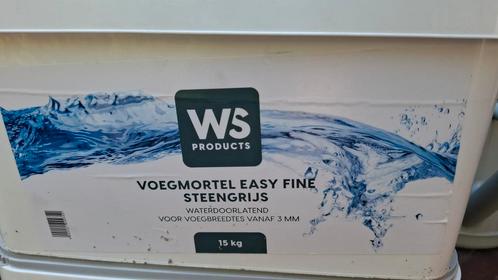 WS
PRODUCTS
VOEGMORTEL EASY FINE
STEENGRIJS
WATERDOORLATEND
VOOR VOEGBREEDTES VANAF 3 MM
15 kg